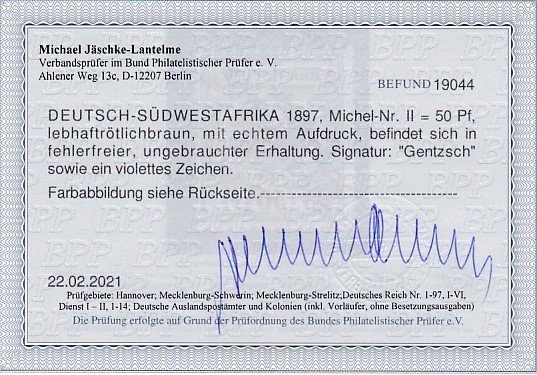 Michael Jäschke-Lantelme
Verbandsprüfer im Bund Philatelistischer Prüfer e. V.
Ahlener Weg 13c, D-12207 Berlin
BEFUND 19044
DEUTSCH-SÜDWESTAFRIKA 1897, Michel-Nr. II = 50 Pf,
lebhaftrötlichbraun, mit echtem Aufdruck, befindet sich in
fehlerfreier, ungebrauchter Erhaltung. Signatur: "Gentzsch"
sowie ein violettes Zeichen.
Farbabbildung siehe Rückseite.--------------------------------------
22.02.2021
Prüfgebiete: Hannover; Mecklenburg-Schwerin; Mecklenburg-Strelitz;Deutsches Reich Nr. 1-97, I-VI,
Dienst I – II, 1-14; Deutsche Auslandspostämter und Kolonien (inkl. Vorläufer, ohne Besetzungsausgaben)
Die Prüfung erfolgte auf Grund der Prüfordnung des Bundes Philatelistischer Prüfer e.V.